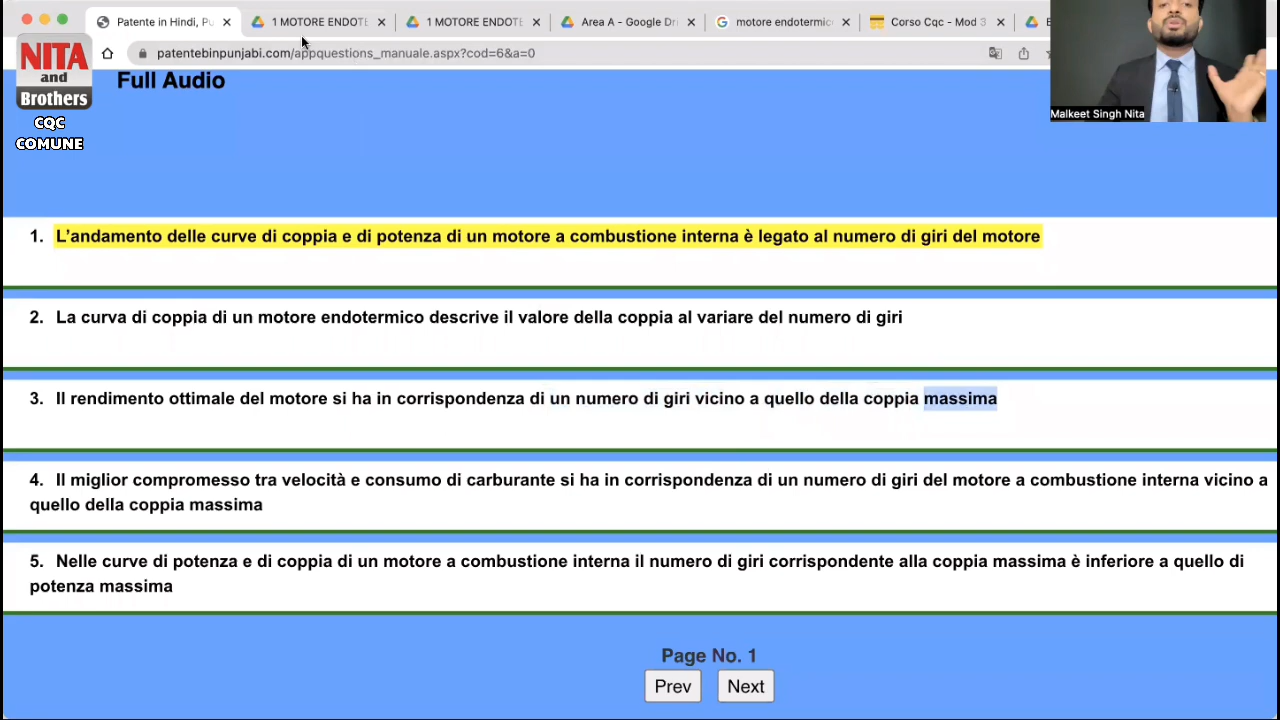 Patente in Hindi, Pu
1 MOTORE ENDOTE
1 MOTORE ENDOTE
Area A - Google Dri
motore endotermico
Corso Cqc - Mod 3
patentebinpunjabi.com/appquestions_manuale.aspx?cod=6&a=0
NITA
and
Brothers
CQC
COMUNE
Full Audio
Malkeet Singh Nita
1. L’andamento delle curve di coppia e di potenza di un motore a combustione interna è legato al numero di giri del motore
2. La curva di coppia di un motore endotermico descrive il valore della coppia al variare del numero di giri
3. Il rendimento ottimale del motore si ha in corrispondenza di un numero di giri vicino a quello della coppia massima
4. Il miglior compromesso tra velocità e consumo di carburante si ha in corrispondenza di un numero di giri del motore a combustione interna vicino a
quello della coppia massima
5. Nelle curve di potenza e di coppia di un motore a combustione interna il numero di giri corrispondente alla coppia massima è inferiore a quello di
potenza massima
Page No. 1
Prev
Next